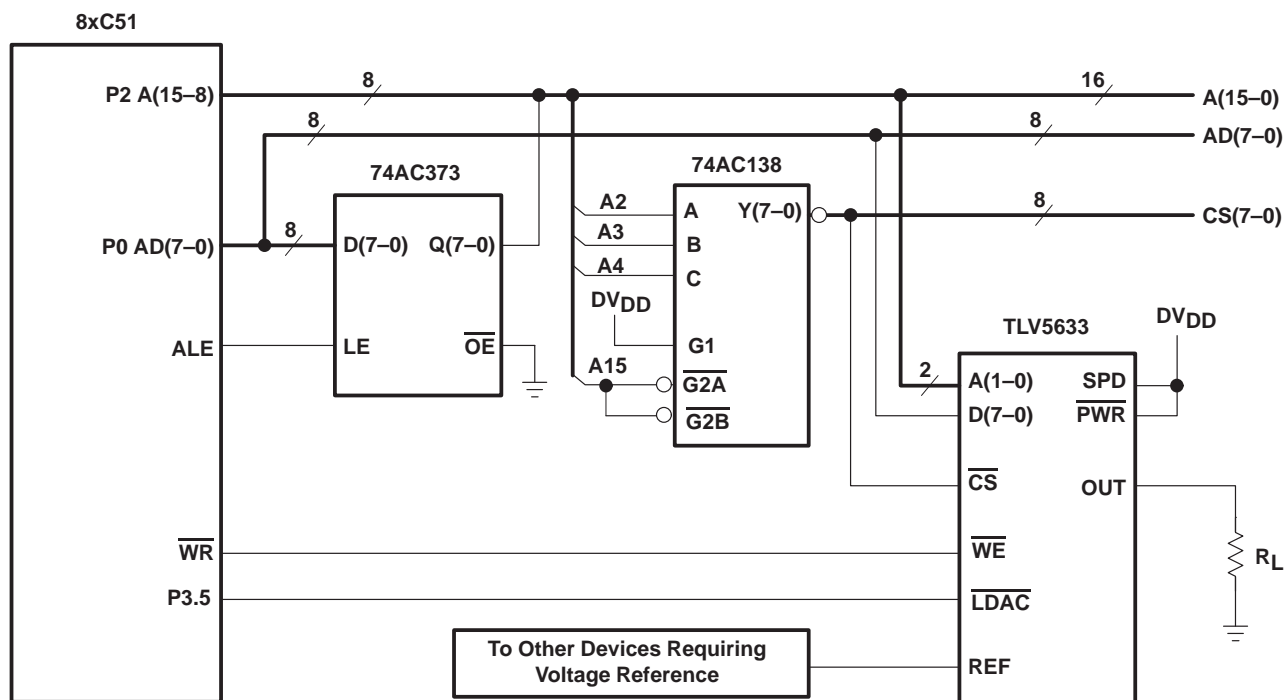 8xC51
P2 A(15–8)
8
16
A(15–0)
8
8
AD(7–0)
74AC373
74AC138
A2
A
Y(7–0)
8
CS(7–0)
P0 AD(7–0)
8
D(7–0)
Q(7–0)
A3
B
A4
C
DVDD
TLV5633
DVDD
ALE
LE
OE
G1
A15
2
A(1–0)
SPD
G2A
D(7–0)
PWR
G2B
CS
OUT
WR
WE
RL
P3.5
LDAC
To Other Devices Requiring
Voltage Reference
REF